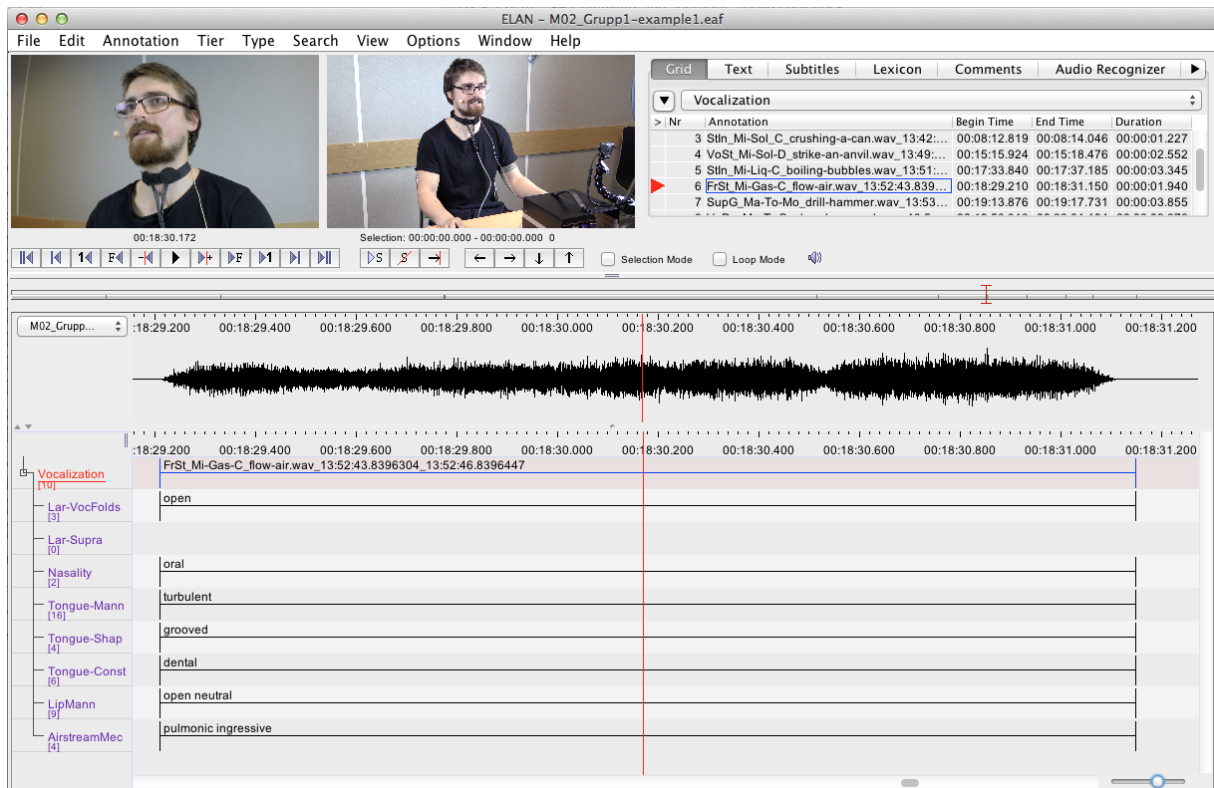 ELAN - M02_Grupp1-example1.eaf
File Edit Annotation Tier Type Search View Options Window Help
Grid Text Subtitles Lexicon Comments Audio Recognizer
Vocalization
> Nr Annotation Begin Time End Time Duration
3 StIn_Mi-Sol_C_crushing-a-can.wav_13:42:... 00:08:12.819 00:08:14.046 00:00:01.227
4 VoSt_Mi-Sol-D_strike-an-anvil.wav_13:49:... 00:15:15.924 00:15:18.476 00:00:02.552
5 StIn_Mi-Liq-C_boiling-bubbles.wav_13:51:... 00:17:33.840 00:17:37.185 00:00:03.345
6 FrSt_Mi-Gas-C_flow-air.wav_13:52:43.839... 00:18:29.210 00:18:31.150 00:00:01.940
7 SupG_Ma-To-Mo_drill-hammer.wav_13:53... 00:19:13.876 00:19:17.731 00:00:03.855
00:18:30.172 Selection: 00:00:00.000 - 00:00:00.000 0
Selection Mode Loop Mode
M02_Grupp... :18:29.200 00:18:29.400 00:18:29.600 00:18:29.800 00:18:30.000 00:18:30.200 00:18:30.400 00:18:30.600 00:18:30.800 00:18:31.000 00:18:31.200
:18:29.200 00:18:29.400 00:18:29.600 00:18:29.800 00:18:30.000 00:18:30.200 00:18:30.400 00:18:30.600 00:18:30.800 00:18:31.000 00:18:31.200
FrSt_Mi-Gas-C_flow-air.wav_13:52:43.8396304_13:52:46.8396447
Vocalization
[10]
open
Lar-VocFolds
[3]
Lar-Supra
[0]
oral
Nasality
[2]
turbulent
Tongue-Mann
[16]
grooved
Tongue-Shap
[4]
dental
Tongue-Const
[6]
open neutral
LipMann
[9]
pulmonic ingressive
AirstreamMec
[4]